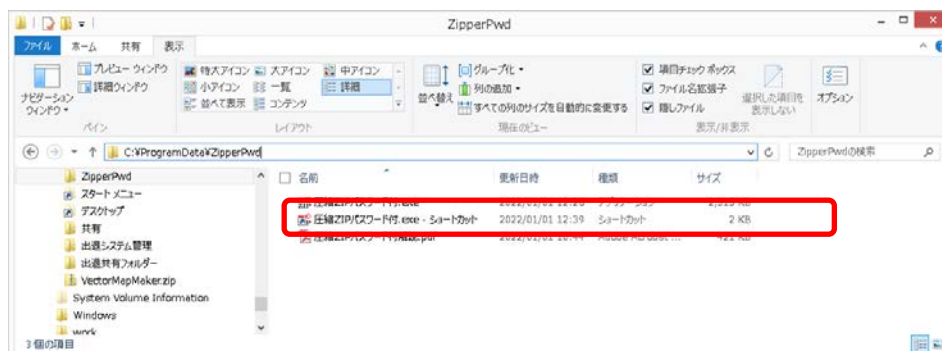 ZipperPwd
ファイル ホーム 共有 表示
ナビゲーション ウィンドウ
プレビュー ウィンドウ
詳細ウィンドウ
ペイン
特大アイコン 大アイコン 中アイコン
小アイコン 一覧 詳細
並べて表示 コンテンツ
レイアウト
並べ替え
グループ化
列の追加
すべての列のサイズを自動的に変更する
現在のビュー
項目チェック ボックス
ファイル名拡張子
隠しファイル
選択した項目を 表示しない
表示/非表示
オプション
C:¥ProgramData¥ZipperPwd
ZipperPwdの検索
ZipperPwd
スタート メニュー
デスクトップ
共有
出退システム管理
出退共有フォルダー
VectorMapMaker.zip
System Volume Information
Windows
work
名前 更新日時 種類 サイズ
圧縮ZIPパスワード付.exe
圧縮ZIPパスワード付.exe - ショートカット 2022/01/01 12:39 ショートカット 2 KB
3 個の項目